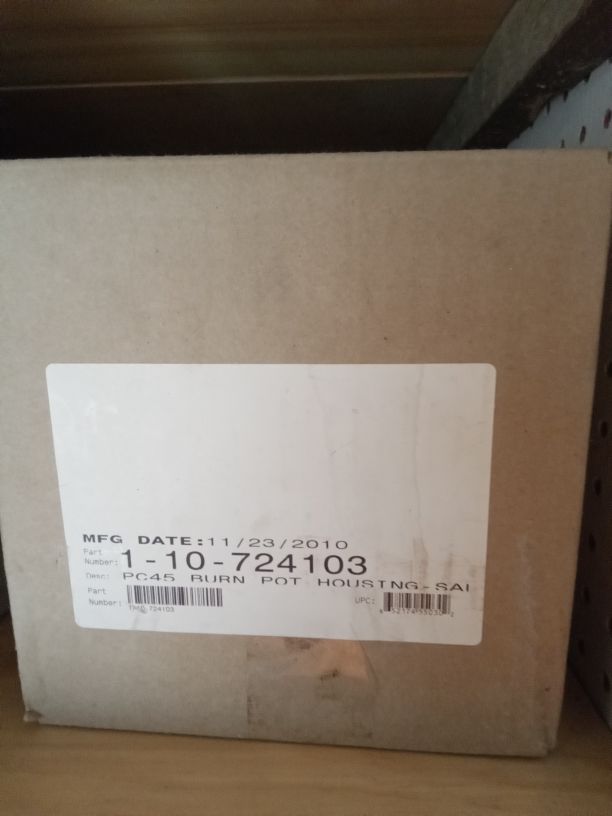 MFG DATE:11/23/2010
Part Number: 1-10-724103
Desc: PC45 BURN POT HOUSING-SAI
Part Number: 724103
UPC: